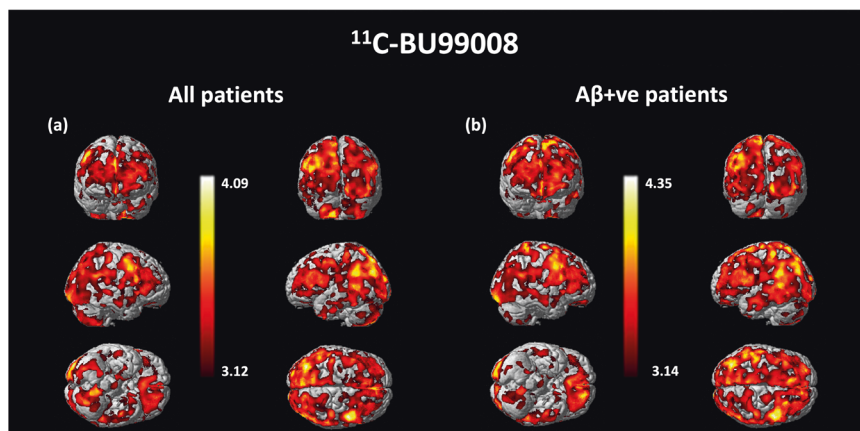 ¹¹C-BU99008
All patients
Aβ+ve patients
(a)
(b)
4.09
4.35
3.12
3.14